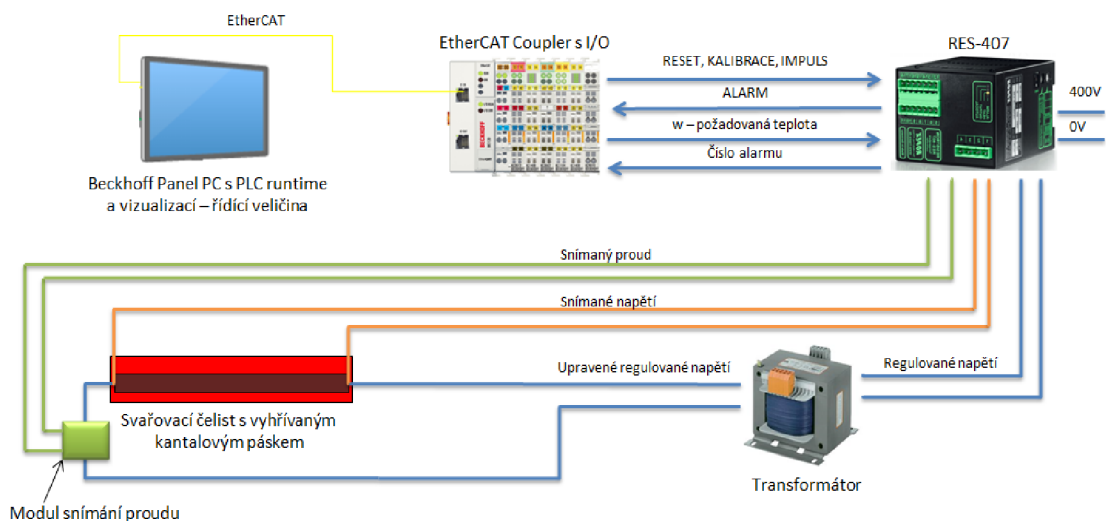 EtherCAT
EtherCAT Coupler s I/O
RES-407
RESET, KALIBRACE, IMPULS
ALARM
400V
w – požadovaná teplota
0V
Číslo alarmu
BECKHOFF
Beckhoff Panel PC s PLC runtime
a vizualizací – řídící veličina
Snímaný proud
Snímané napětí
Upravené regulované napětí
Regulované napětí
Svařovací čelist s vyhřívaným
kantalovým páskem
Transformátor
Modul snímání proudu